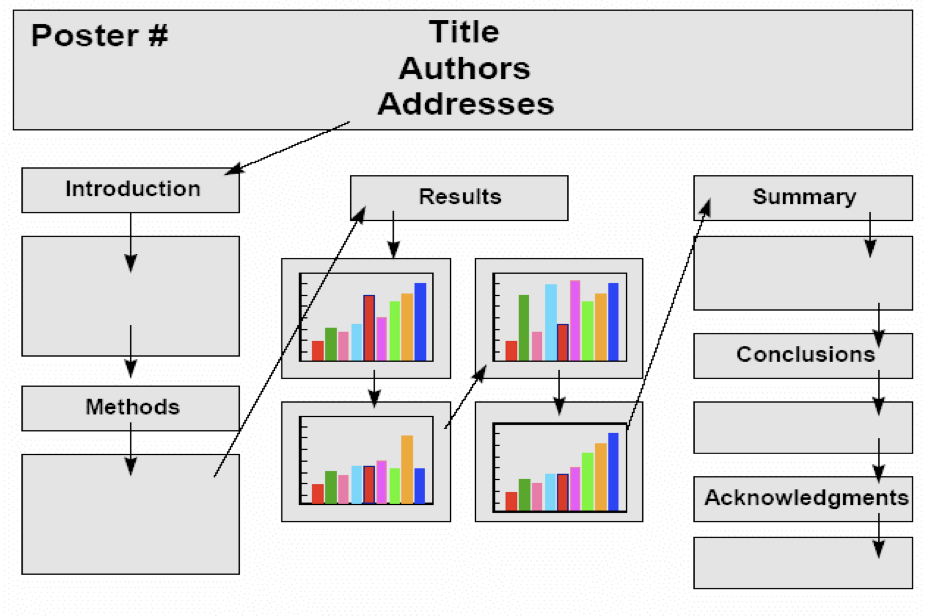 Poster #
Title
Authors
Addresses
Introduction
Methods
Results
Summary
Conclusions
Acknowledgments